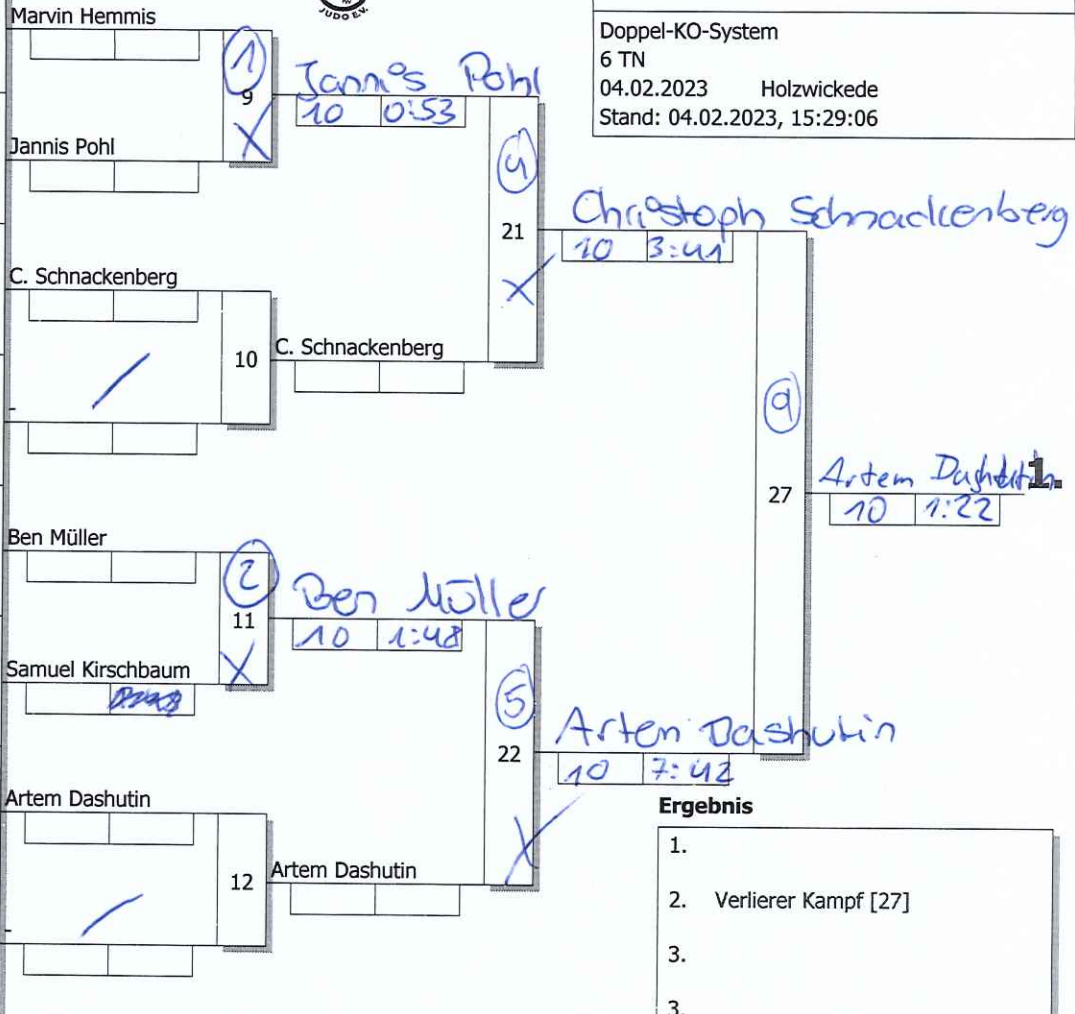 JUDO E.V.
Doppel-KO-System
6 TN
04.02.2023 Holzwickede
Stand: 04.02.2023, 15:29:06
Marvin Hemmis
1
9
X
Jannis Pohl
10 0:53
Jannis Pohl
4
21
X
Christoph Schnackenberg
10 3:41
C. Schnackenberg
10
C. Schnackenberg
-
9
27
Artem Dashutin 1.
10 1:22
Ben Müller
2
11
X
Ben Müller
10 1:48
Samuel Kirschbaum
5
22
X
Artem Dashutin
10 7:42
Artem Dashutin
12
Artem Dashutin
-
Ergebnis
1.
2. Verlierer Kampf [27]
3.
3.